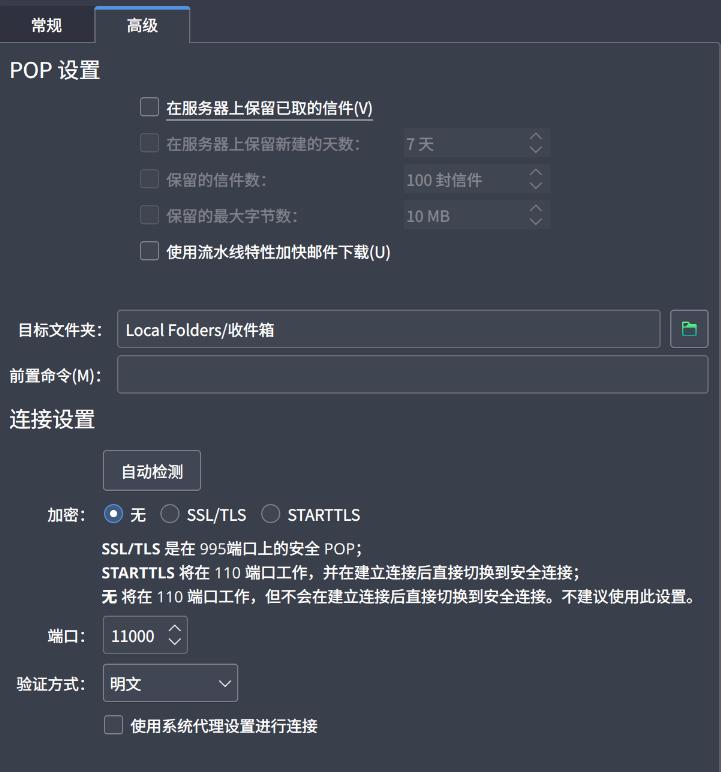 常规 高级
POP 设置
在服务器上保留已取的信件(V)
在服务器上保留新建的天数： 7 天
保留的信件数： 100 封信件
保留的最大字节数： 10 MB
使用流水线特性加快邮件下载(U)
目标文件夹： Local Folders/收件箱
前置命令(M)：
连接设置
自动检测
加密： 无 SSL/TLS STARTTLS
SSL/TLS 是在 995端口上的安全 POP；
STARTTLS 将在 110 端口工作，并在建立连接后直接切换到安全连接；
无 将在 110 端口工作，但不会在建立连接后直接切换到安全连接。不建议使用此设置。
端口： 11000
验证方式： 明文
使用系统代理设置进行连接